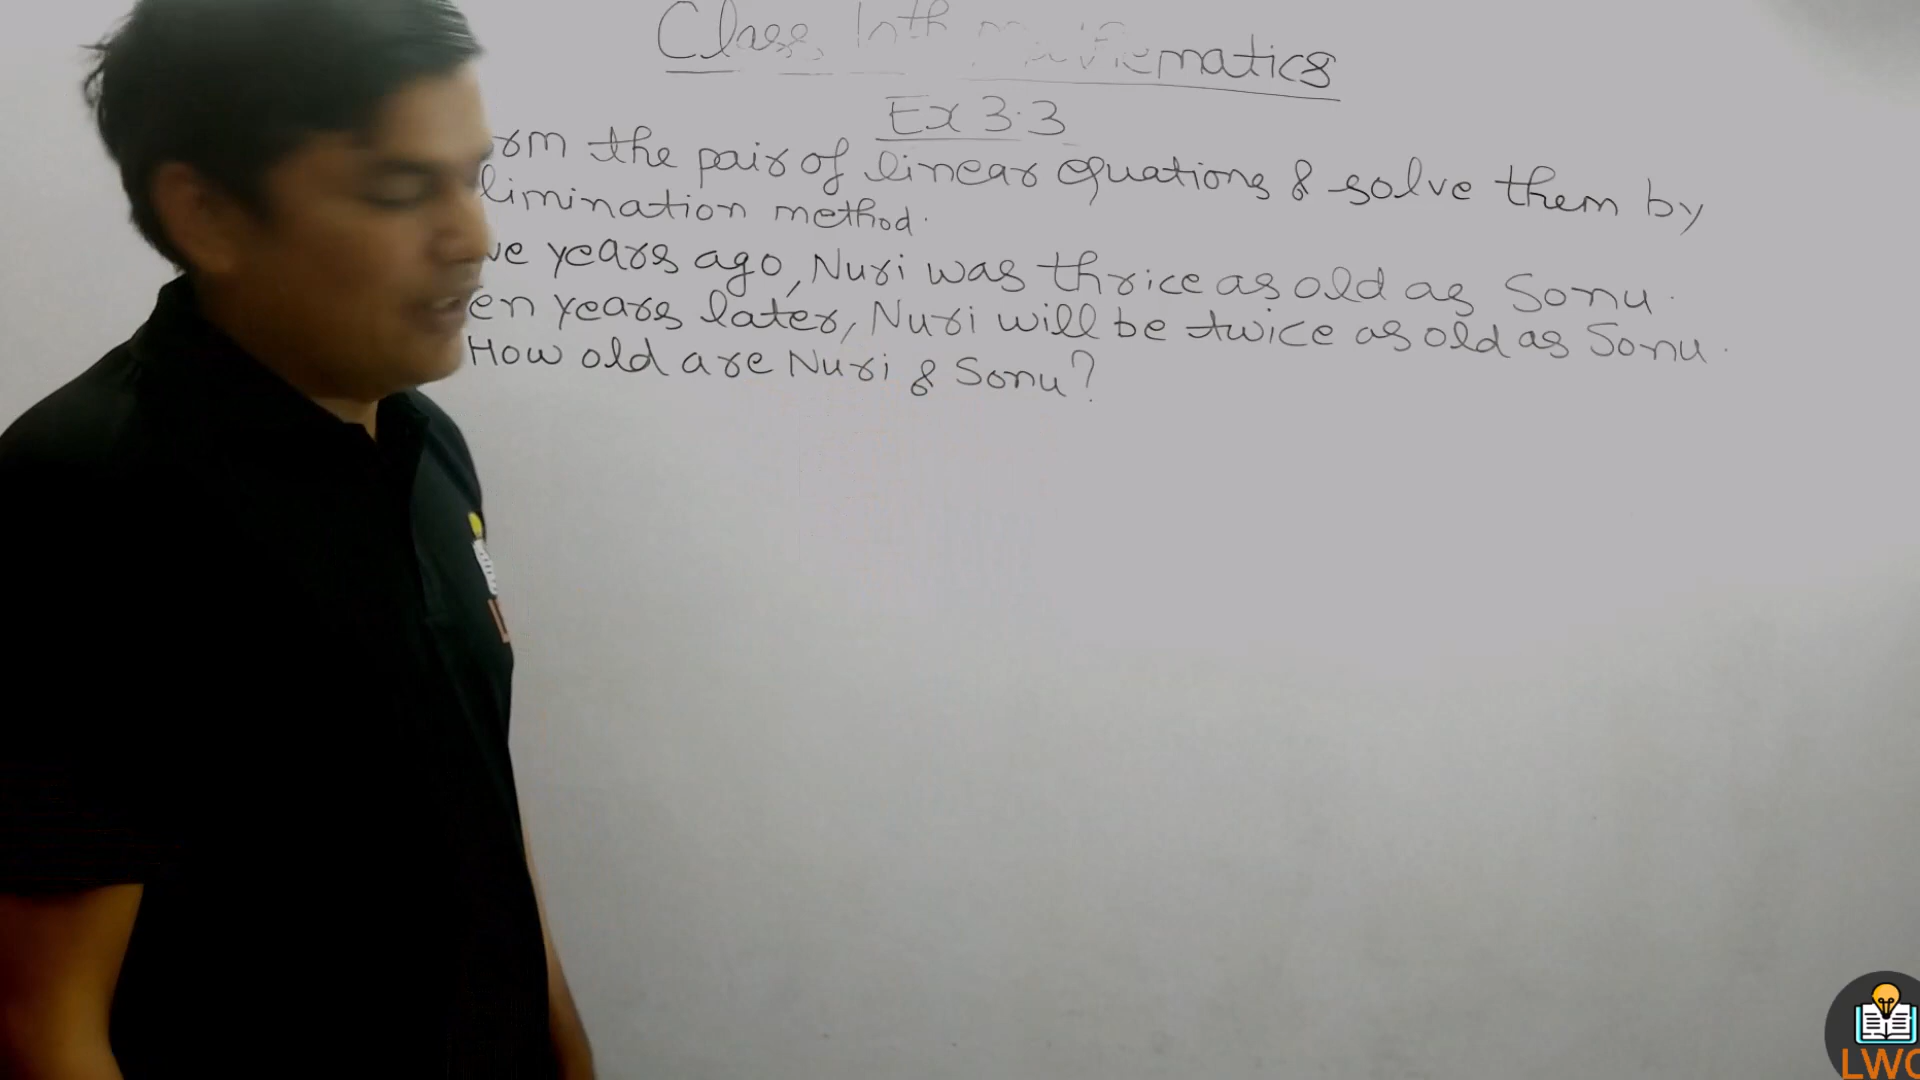 Class 10th mathematics
Ex 3.3
orm the pair of linear equations & solve them by
limination method.
ve years ago, Nuri was thrice as old as Sonu.
en years later, Nuri will be twice as old as Sonu.
How old are Nuri & Sonu?
LWC